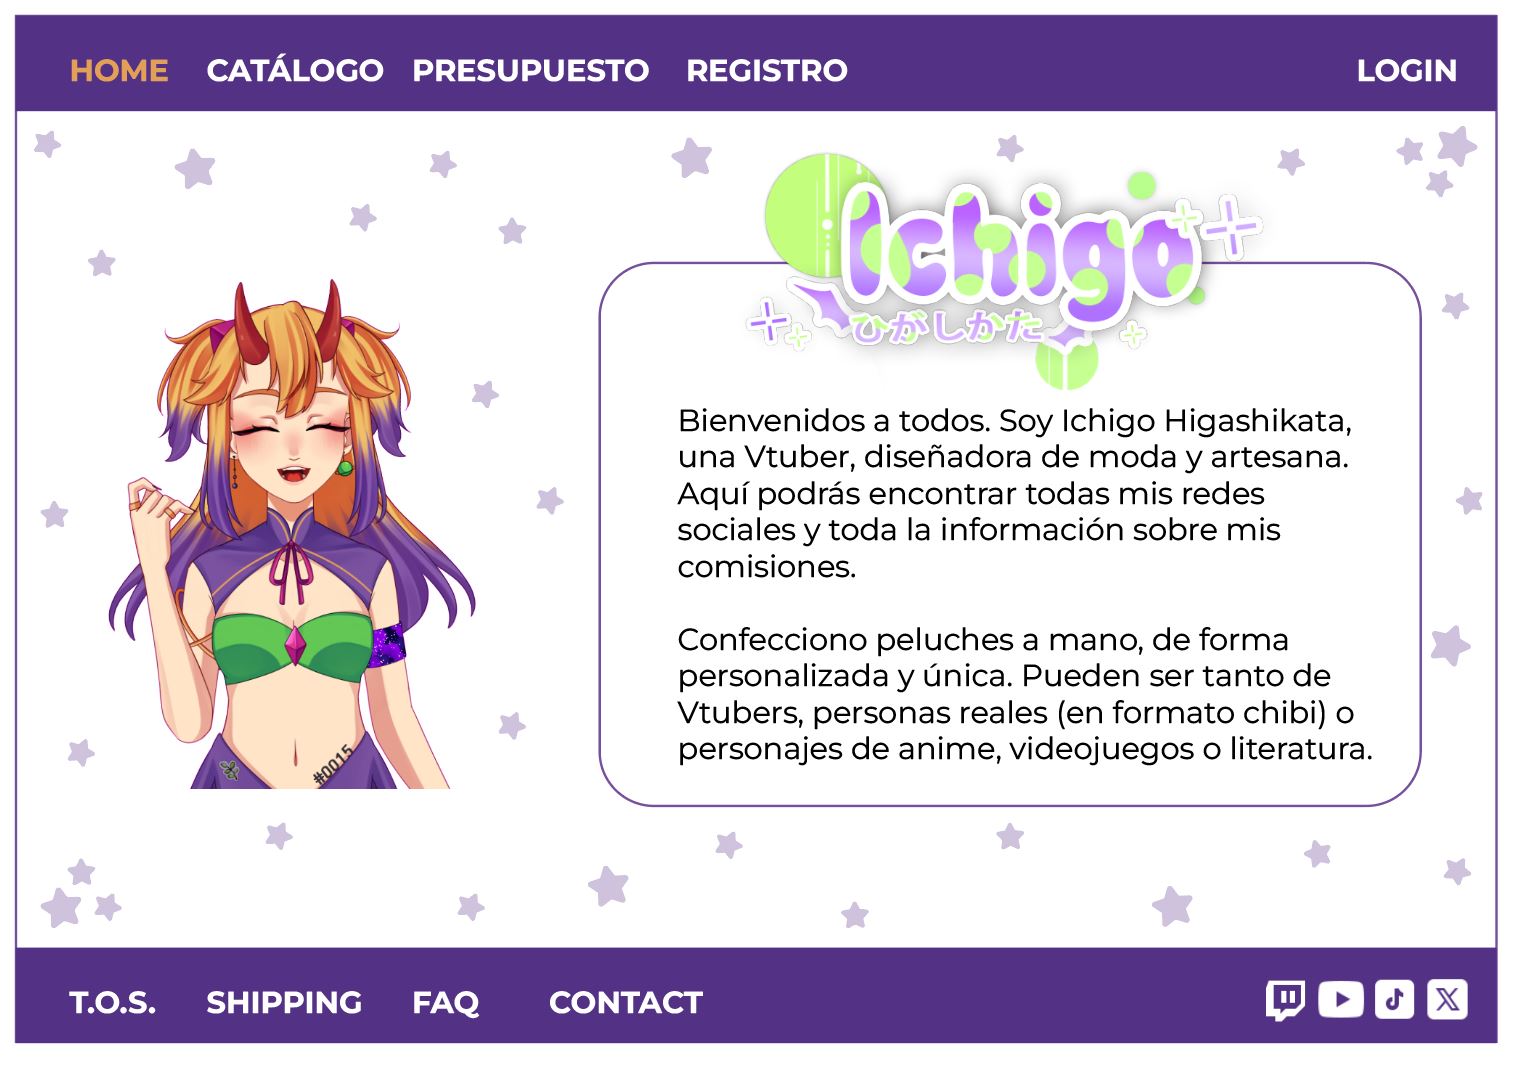 HOME CATÁLOGO PRESUPUESTO REGISTRO LOGIN
Ichigo
ひがしかた
Bienvenidos a todos. Soy Ichigo Higashikata,
una Vtuber, diseñadora de moda y artesana.
Aquí podrás encontrar todas mis redes
sociales y toda la información sobre mis
comisiones.
Confecciono peluches a mano, de forma
personalizada y única. Pueden ser tanto de
Vtubers, personas reales (en formato chibi) o
personajes de anime, videojuegos o literatura.
#0015
T.O.S. SHIPPING FAQ CONTACT